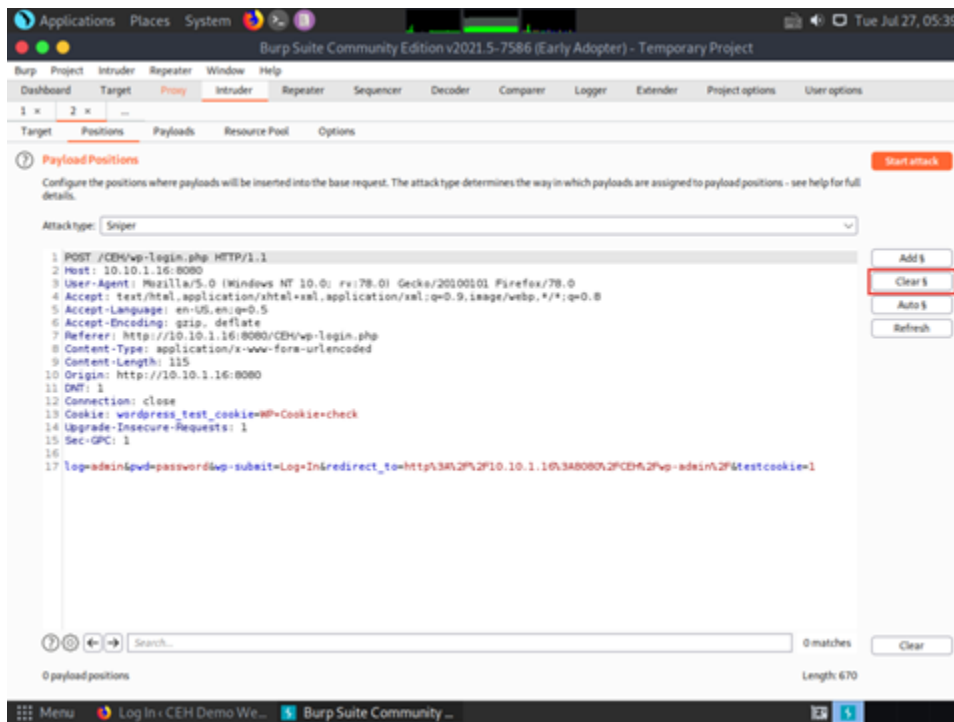 Applications Places System Tue Jul 27, 05:39
Burp Suite Community Edition v2021.5-7586 (Early Adopter) - Temporary Project
Burp Project Intruder Repeater Window Help
Dashboard Target Proxy Intruder Repeater Sequencer Decoder Comparer Logger Extender Project options User options
1 × 2 × ...
Target Positions Payloads Resource Pool Options
? Payload Positions Start attack
Configure the positions where payloads will be inserted into the base request. The attack type determines the way in which payloads are assigned to payload positions - see help for full
details.
Attack type: Sniper
Add §
Clear §
Auto §
Refresh
1 POST /CEH/wp-login.php HTTP/1.1
2 Host: 10.10.1.16:8080
3 User-Agent: Mozilla/5.0 (Windows NT 10.0; rv:78.0) Gecko/20100101 Firefox/78.0
4 Accept: text/html,application/xhtml+xml,application/xml;q=0.9,image/webp,*/*;q=0.8
5 Accept-Language: en-US,en;q=0.5
6 Accept-Encoding: gzip, deflate
7 Referer: http://10.10.1.16:8080/CEH/wp-login.php
8 Content-Type: application/x-www-form-urlencoded
9 Content-Length: 115
10 Origin: http://10.10.1.16:8080
11 DNT: 1
12 Connection: close
13 Cookie: wordpress_test_cookie=WP+Cookie+check
14 Upgrade-Insecure-Requests: 1
15 Sec-GPC: 1
16
17 log=admin&pwd=password&wp-submit=Log+In&redirect_to=http%3A%2F%2F10.10.1.16%3A8080%2FCEH%2Fwp-admin%2F&testcookie=1
? Search... 0 matches Clear
0 payload positions Length: 670
Menu Log In ‹ CEH Demo We... Burp Suite Community ...